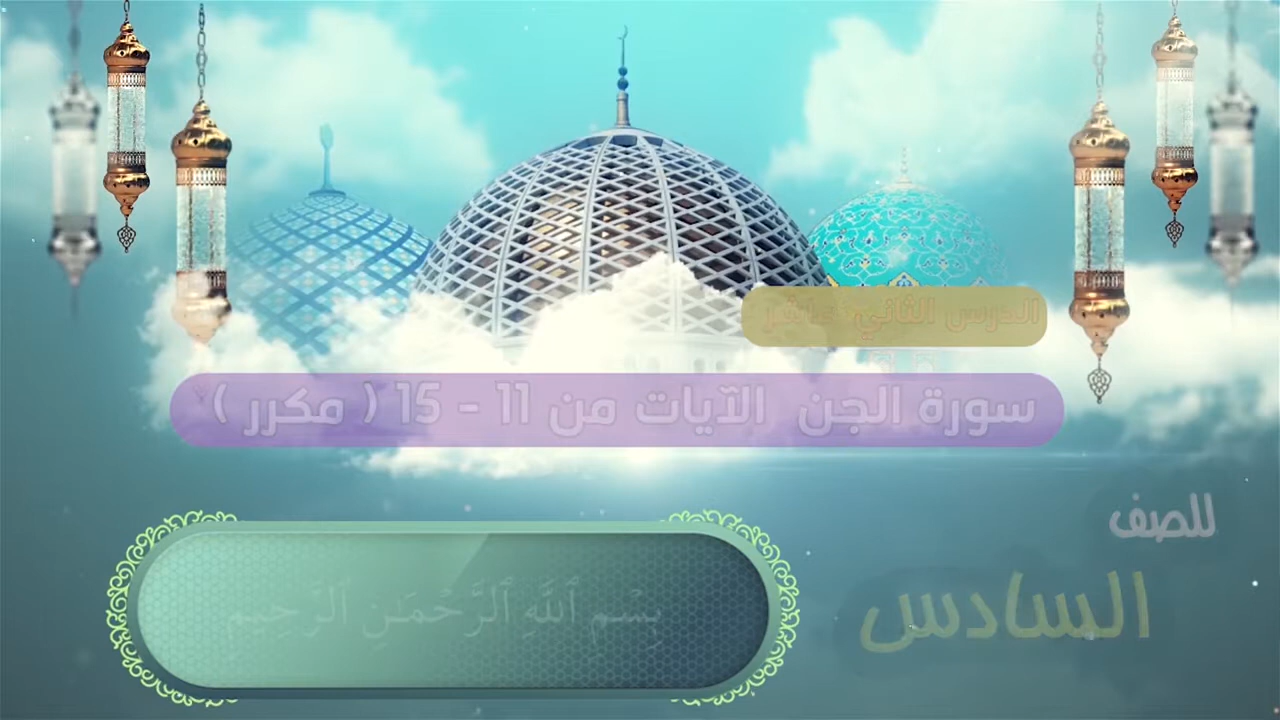 الدرس الثاني عشر
سورة الجن الآيات من 11 - 15 ( مكرر )
للصف
السادس
بِسْمِ ٱللَّهِ ٱلرَّحْمَـٰنِ ٱلرَّحِيمِ